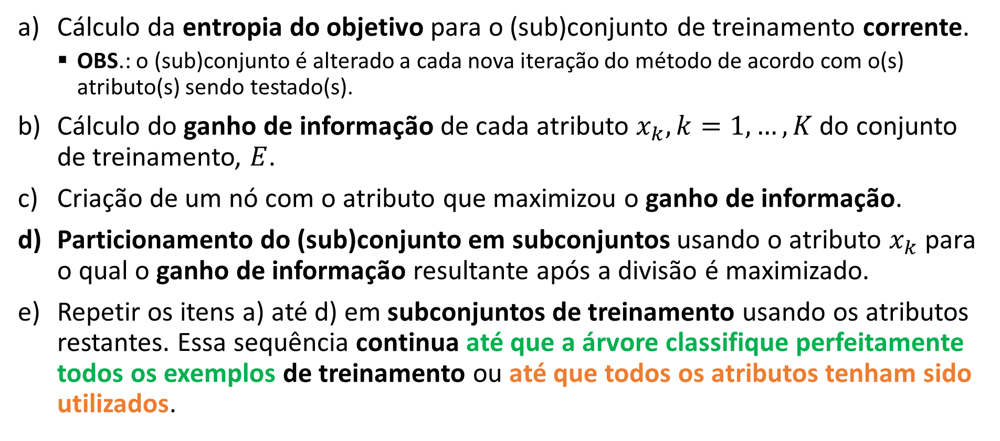 a) Cálculo da entropia do objetivo para o (sub)conjunto de treinamento corrente.
▪ OBS.: o (sub)conjunto é alterado a cada nova iteração do método de acordo com o(s)
atributo(s) sendo testado(s).
b) Cálculo do ganho de informação de cada atributo xₖ, k = 1, … , K do conjunto
de treinamento, E.
c) Criação de um nó com o atributo que maximizou o ganho de informação.
d) Particionamento do (sub)conjunto em subconjuntos usando o atributo xₖ para
o qual o ganho de informação resultante após a divisão é maximizado.
e) Repetir os itens a) até d) em subconjuntos de treinamento usando os atributos
restantes. Essa sequência continua até que a árvore classifique perfeitamente
todos os exemplos de treinamento ou até que todos os atributos tenham sido
utilizados.